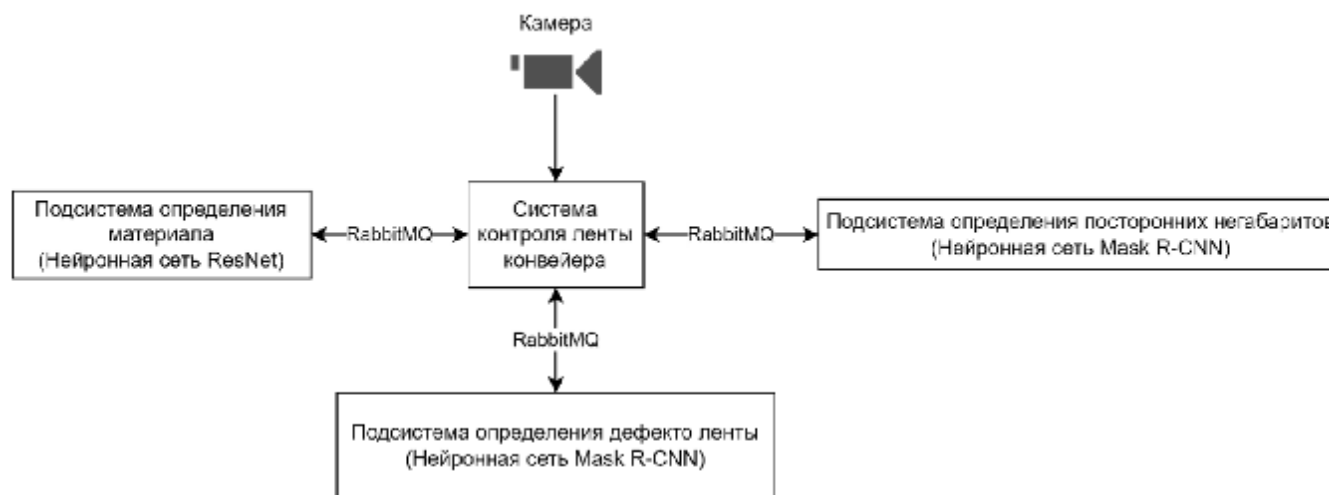 Камера
Подсистема определения
материала
(Нейронная сеть ResNet)
RabbitMQ
Система
контроля ленты
конвейера
RabbitMQ
Подсистема определения посторонних негабаритов
(Нейронная сеть Mask R-CNN)
RabbitMQ
Подсистема определения дефекто ленты
(Нейронная сеть Mask R-CNN)